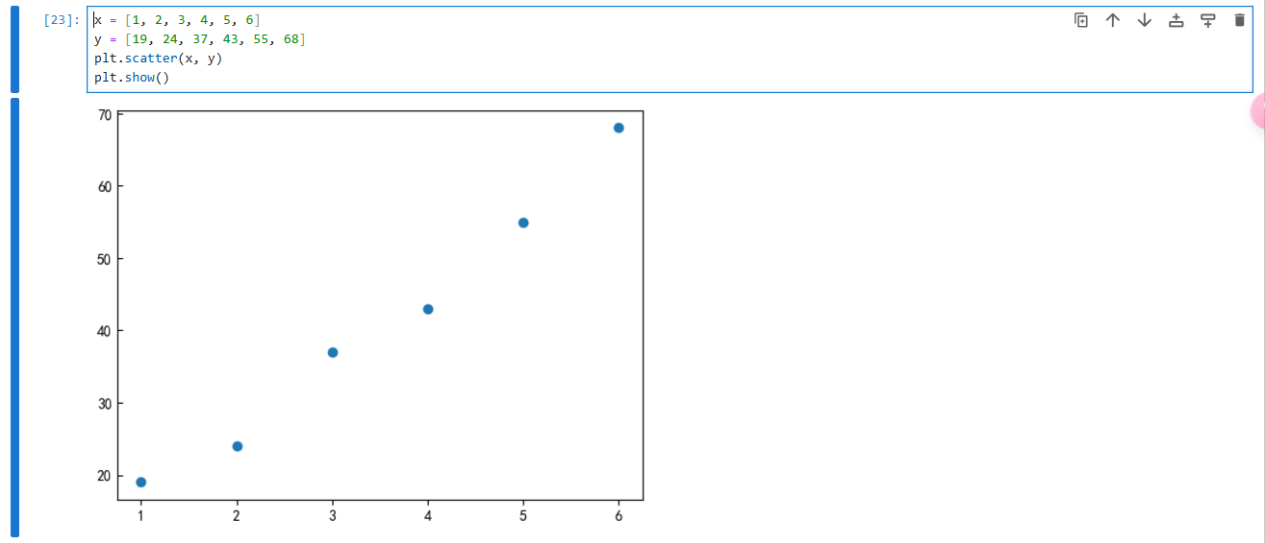 [23]: x = [1, 2, 3, 4, 5, 6]
y = [19, 24, 37, 43, 55, 68]
plt.scatter(x, y)
plt.show()
70
60
50
40
30
20
1 2 3 4 5 6